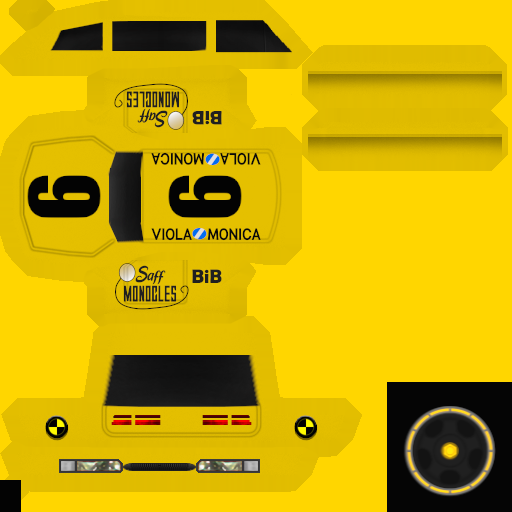 Saff
MONOCLES
BiB
VIOLA MONICA
9
9
VIOLA MONICA
Saff
MONOCLES
BiB